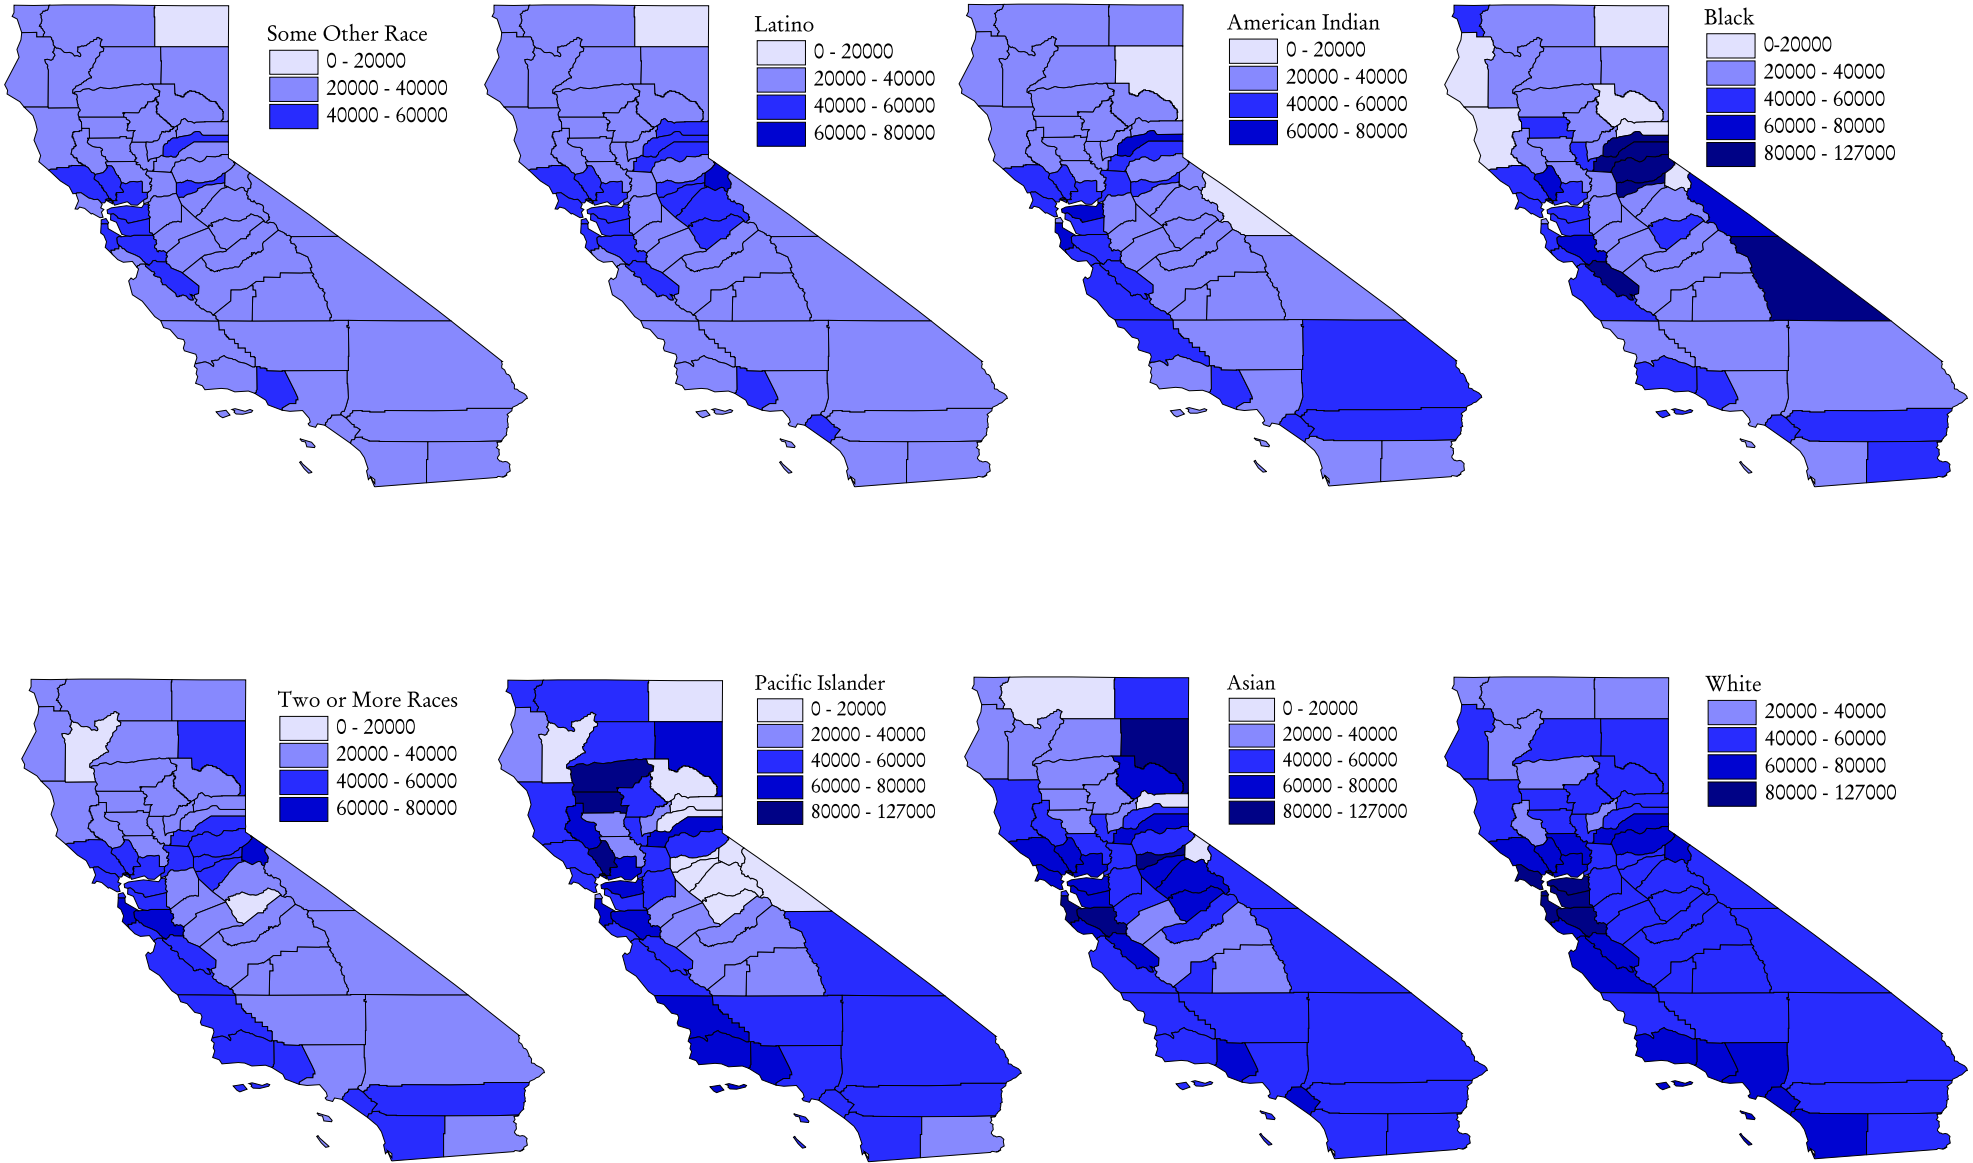 Some Other Race
0 - 20000
20000 - 40000
40000 - 60000
Latino
0 - 20000
20000 - 40000
40000 - 60000
60000 - 80000
American Indian
0 - 20000
20000 - 40000
40000 - 60000
60000 - 80000
Black
0-20000
20000 - 40000
40000 - 60000
60000 - 80000
80000 - 127000
Two or More Races
0 - 20000
20000 - 40000
40000 - 60000
60000 - 80000
Pacific Islander
0 - 20000
20000 - 40000
40000 - 60000
60000 - 80000
80000 - 127000
Asian
0 - 20000
20000 - 40000
40000 - 60000
60000 - 80000
80000 - 127000
White
20000 - 40000
40000 - 60000
60000 - 80000
80000 - 127000